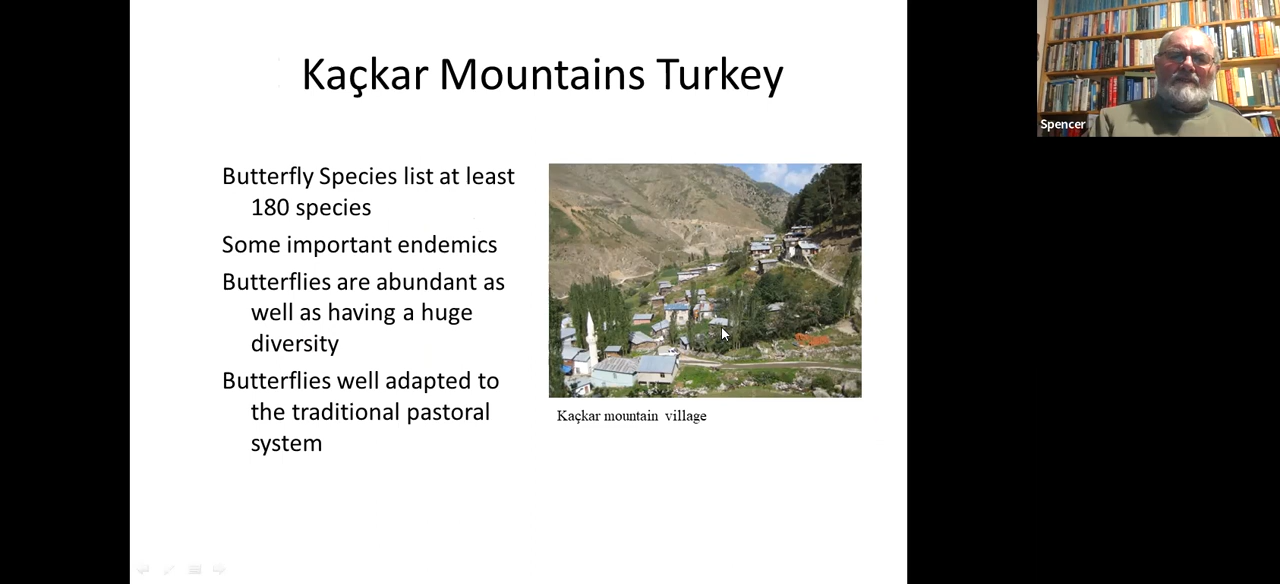 Kaçkar Mountains Turkey
Spencer
Butterfly Species list at least
180 species
Some important endemics
Butterflies are abundant as
well as having a huge
diversity
Butterflies well adapted to
the traditional pastoral
system
Kaçkar mountain village